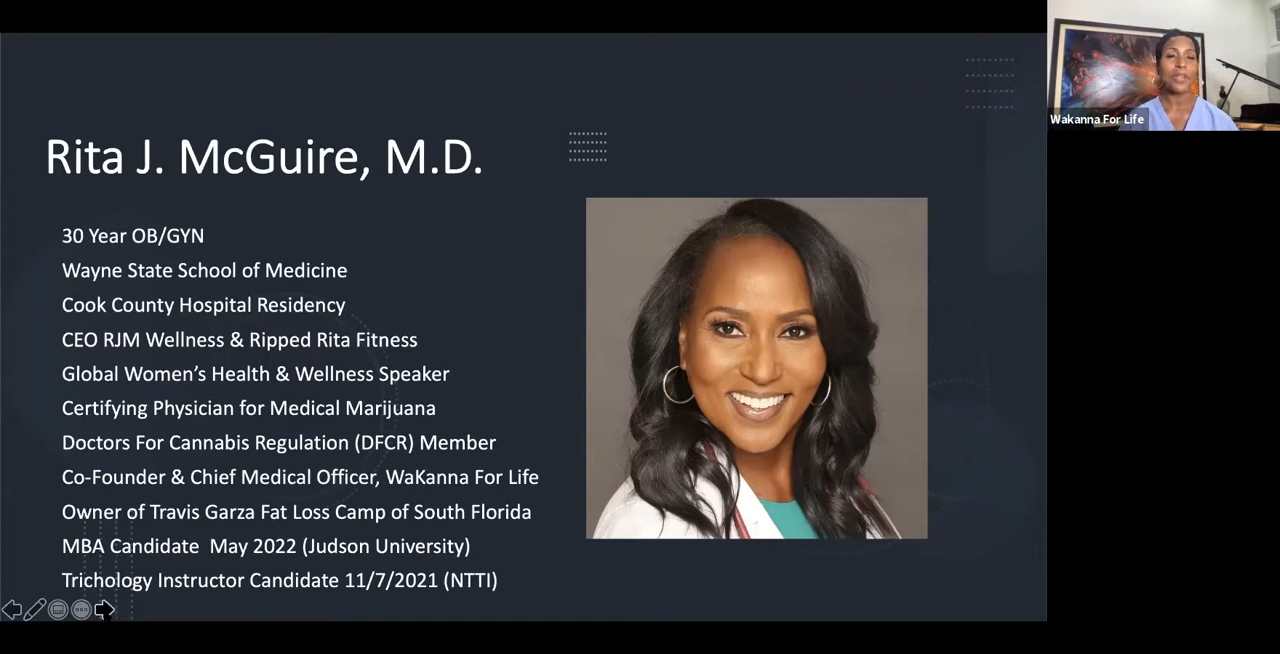 Rita J. McGuire, M.D.
30 Year OB/GYN
Wayne State School of Medicine
Cook County Hospital Residency
CEO RJM Wellness & Ripped Rita Fitness
Global Women’s Health & Wellness Speaker
Certifying Physician for Medical Marijuana
Doctors For Cannabis Regulation (DFCR) Member
Co-Founder & Chief Medical Officer, WaKanna For Life
Owner of Travis Garza Fat Loss Camp of South Florida
MBA Candidate  May 2022 (Judson University)
Trichology Instructor Candidate 11/7/2021 (NTTI)
Wakanna For Life